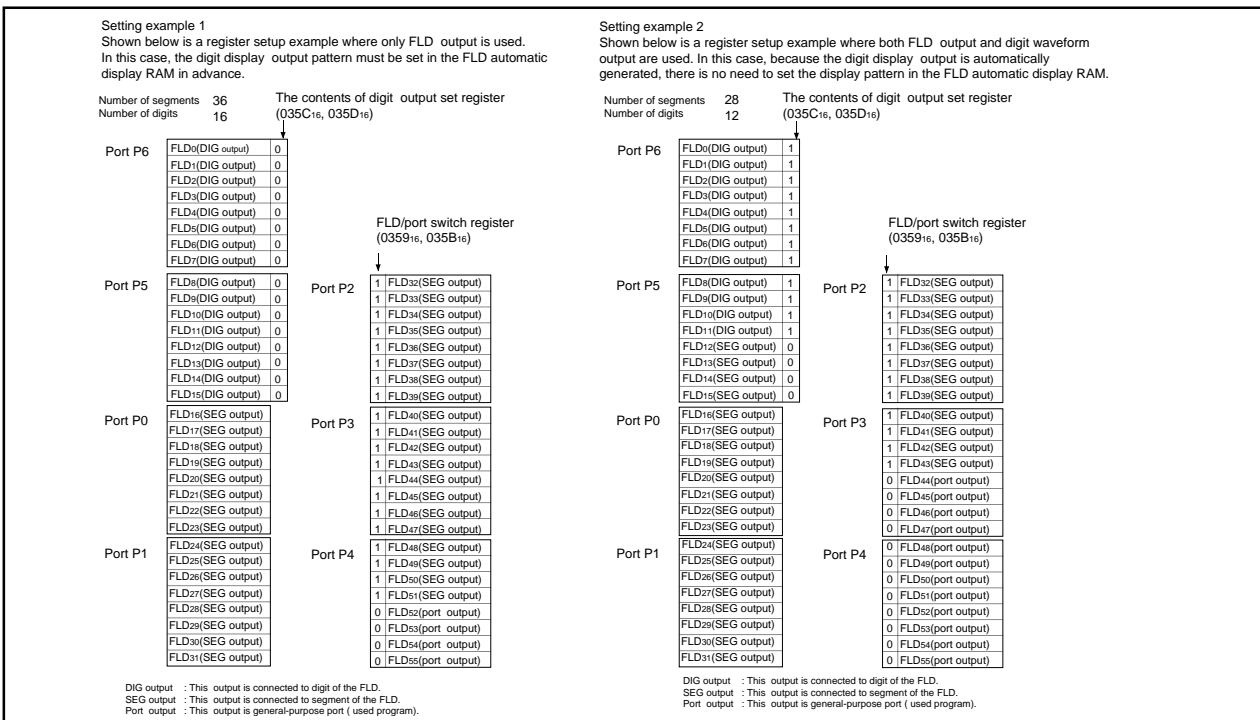 Setting example 1
Shown below is a register setup example where only FLD output is used.
In this case, the digit display output pattern must be set in the FLD automatic
display RAM in advance.
Number of segments 36
Number of digits 16
The contents of digit output set register
(035C16, 035D16)
Port P6
FLD0(DIG output) 0
FLD1(DIG output) 0
FLD2(DIG output) 0
FLD3(DIG output) 0
FLD4(DIG output) 0
FLD5(DIG output) 0
FLD6(DIG output) 0
FLD7(DIG output) 0
Port P5
FLD8(DIG output) 0
FLD9(DIG output) 0
FLD10(DIG output) 0
FLD11(DIG output) 0
FLD12(DIG output) 0
FLD13(DIG output) 0
FLD14(DIG output) 0
FLD15(DIG output) 0
Port P0
FLD16(SEG output)
FLD17(SEG output)
FLD18(SEG output)
FLD19(SEG output)
FLD20(SEG output)
FLD21(SEG output)
FLD22(SEG output)
FLD23(SEG output)
Port P1
FLD24(SEG output)
FLD25(SEG output)
FLD26(SEG output)
FLD27(SEG output)
FLD28(SEG output)
FLD29(SEG output)
FLD30(SEG output)
FLD31(SEG output)
FLD/port switch register
(035916, 035B16)
Port P2
1 FLD32(SEG output)
1 FLD33(SEG output)
1 FLD34(SEG output)
1 FLD35(SEG output)
1 FLD36(SEG output)
1 FLD37(SEG output)
1 FLD38(SEG output)
1 FLD39(SEG output)
Port P3
1 FLD40(SEG output)
1 FLD41(SEG output)
1 FLD42(SEG output)
1 FLD43(SEG output)
1 FLD44(SEG output)
1 FLD45(SEG output)
1 FLD46(SEG output)
1 FLD47(SEG output)
Port P4
1 FLD48(SEG output)
1 FLD49(SEG output)
1 FLD50(SEG output)
1 FLD51(SEG output)
0 FLD52(port output)
0 FLD53(port output)
0 FLD54(port output)
0 FLD55(port output)
DIG output : This output is connected to digit of the FLD.
SEG output : This output is connected to segment of the FLD.
Port output : This output is general-purpose port ( used program).
Setting example 2
Shown below is a register setup example where both FLD output and digit waveform
output are used. In this case, because the digit display output is automatically
generated, there is no need to set the display pattern in the FLD automatic display RAM.
Number of segments 28
Number of digits 12
The contents of digit output set register
(035C16, 035D16)
Port P6
FLD0(DIG output) 1
FLD1(DIG output) 1
FLD2(DIG output) 1
FLD3(DIG output) 1
FLD4(DIG output) 1
FLD5(DIG output) 1
FLD6(DIG output) 1
FLD7(DIG output) 1
Port P5
FLD8(DIG output) 1
FLD9(DIG output) 1
FLD10(DIG output) 1
FLD11(DIG output) 1
FLD12(SEG output) 0
FLD13(SEG output) 0
FLD14(SEG output) 0
FLD15(SEG output) 0
Port P0
FLD16(SEG output)
FLD17(SEG output)
FLD18(SEG output)
FLD19(SEG output)
FLD20(SEG output)
FLD21(SEG output)
FLD22(SEG output)
FLD23(SEG output)
Port P1
FLD24(SEG output)
FLD25(SEG output)
FLD26(SEG output)
FLD27(SEG output)
FLD28(SEG output)
FLD29(SEG output)
FLD30(SEG output)
FLD31(SEG output)
FLD/port switch register
(035916, 035B16)
Port P2
1 FLD32(SEG output)
1 FLD33(SEG output)
1 FLD34(SEG output)
1 FLD35(SEG output)
1 FLD36(SEG output)
1 FLD37(SEG output)
1 FLD38(SEG output)
1 FLD39(SEG output)
Port P3
1 FLD40(SEG output)
1 FLD41(SEG output)
1 FLD42(SEG output)
1 FLD43(SEG output)
0 FLD44(port output)
0 FLD45(port output)
0 FLD46(port output)
0 FLD47(port output)
Port P4
0 FLD48(port output)
0 FLD49(port output)
0 FLD50(port output)
0 FLD51(port output)
0 FLD52(port output)
0 FLD53(port output)
0 FLD54(port output)
0 FLD55(port output)
DIG output : This output is connected to digit of the FLD.
SEG output : This output is connected to segment of the FLD.
Port output : This output is general-purpose port ( used program).